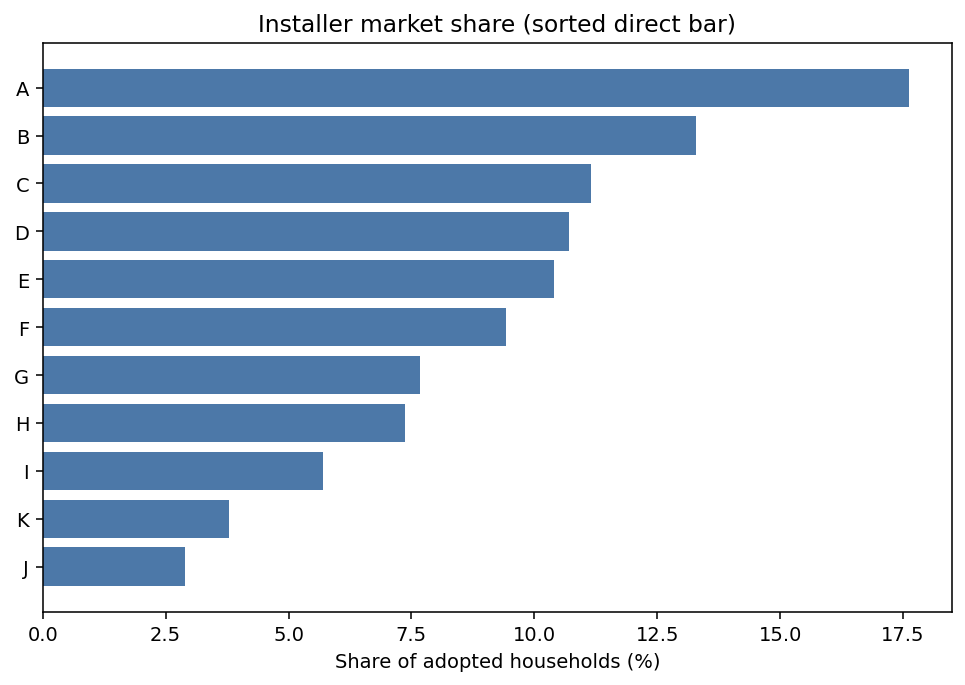 Installer market share (sorted direct bar)
A
B
C
D
E
F
G
H
I
K
J
0.0 2.5 5.0 7.5 10.0 12.5 15.0 17.5
Share of adopted households (%)